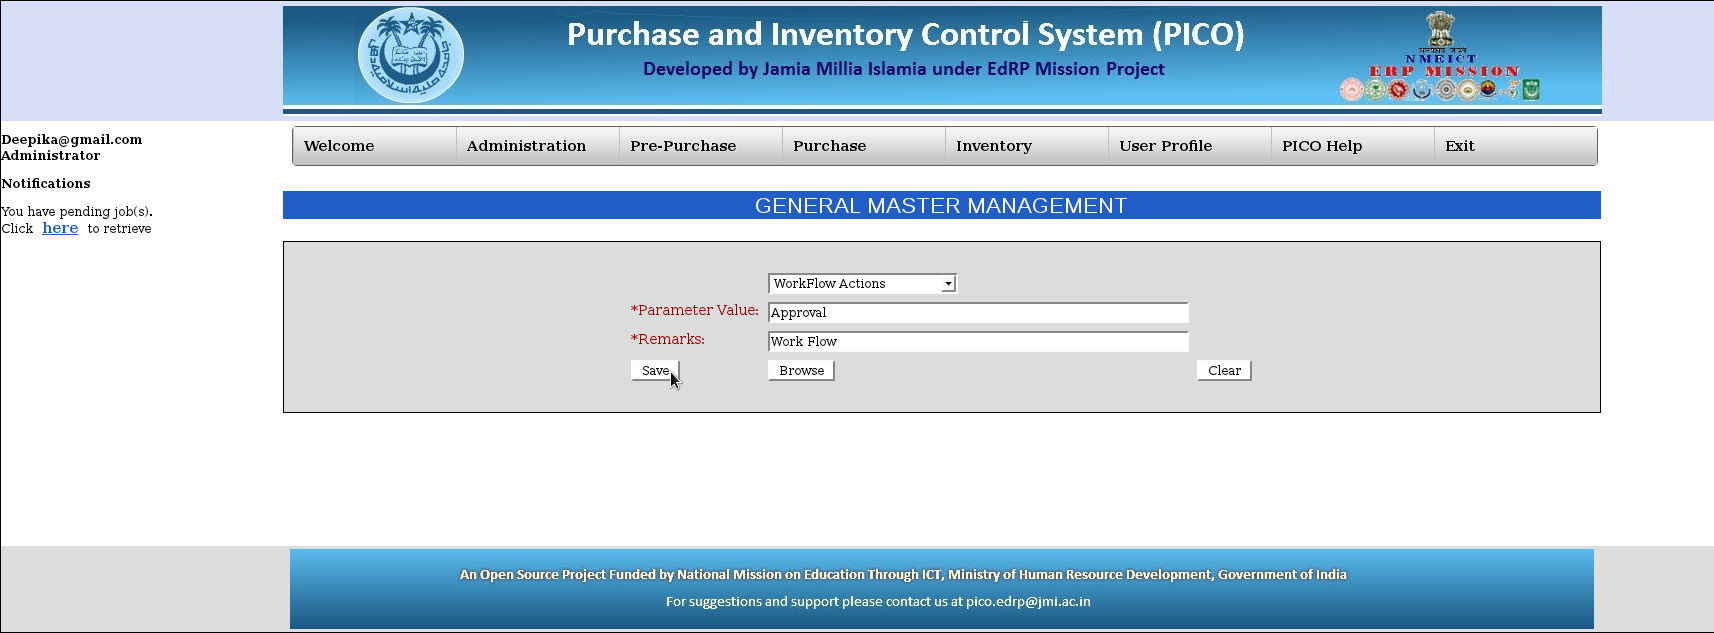 Purchase and Inventory Control System (PICO)
Developed by Jamia Millia Islamia under EdRP Mission Project
NMEICT
ERP MISSION
Deepika@gmail.com
Administrator
Notifications
You have pending job(s).
Click here to retrieve
Welcome Administration Pre-Purchase Purchase Inventory User Profile PICO Help Exit
GENERAL MASTER MANAGEMENT
WorkFlow Actions
*Parameter Value: Approval
*Remarks: Work Flow
Save Browse Clear
An Open Source Project Funded by National Mission on Education Through ICT, Ministry of Human Resource Development, Government of India
For suggestions and support please contact us at pico.edrp@jmi.ac.in